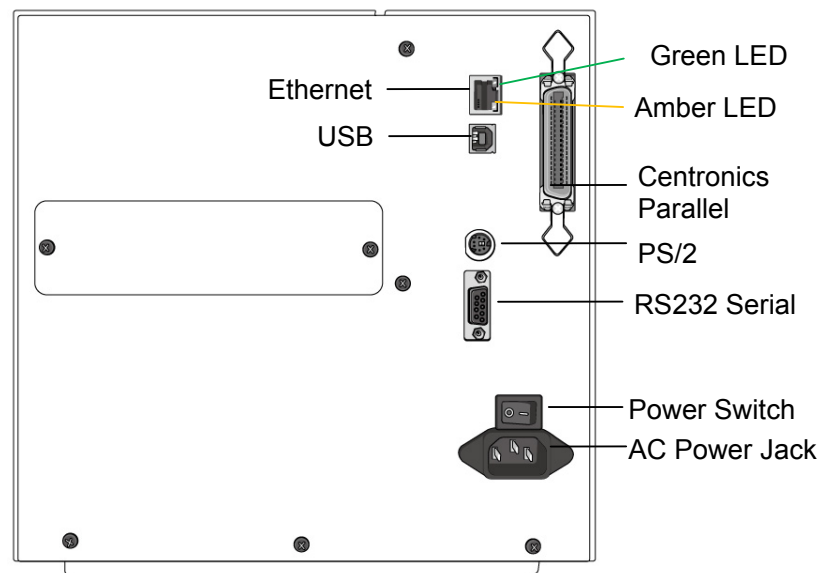 Green LED
Ethernet
Amber LED
USB
Centronics
Parallel
PS/2
RS232 Serial
Power Switch
AC Power Jack